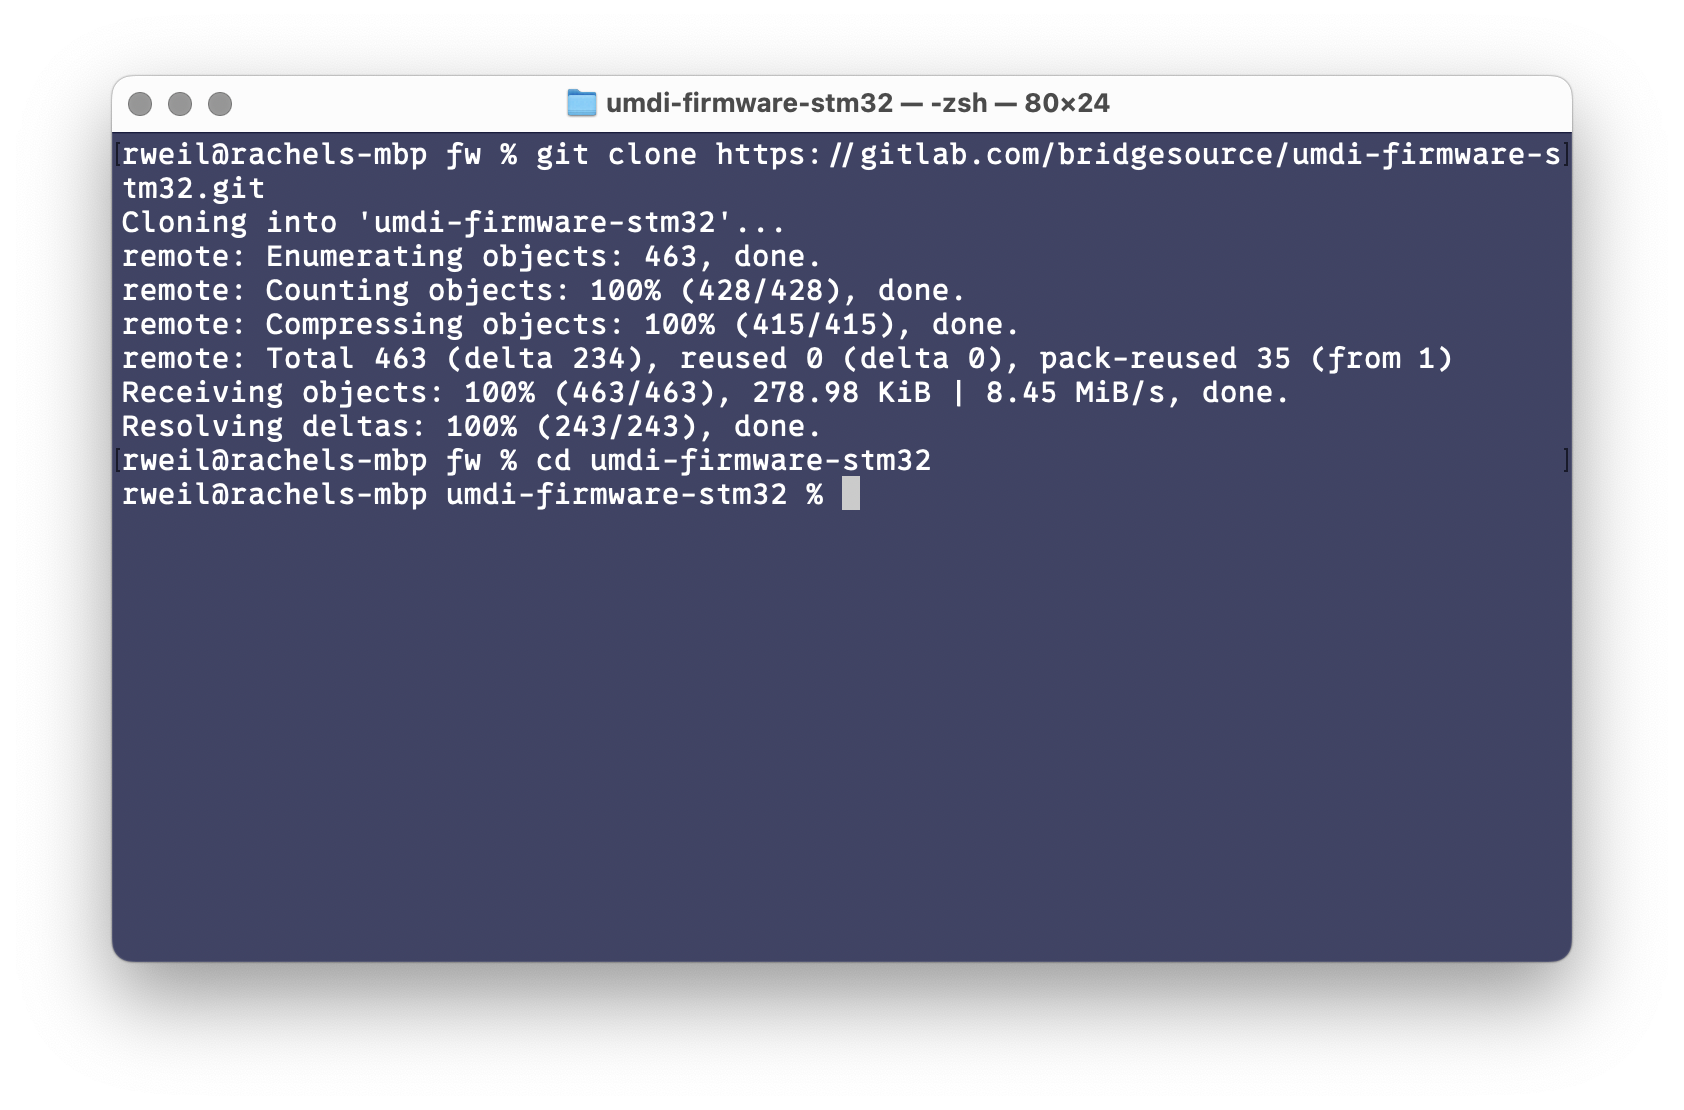 umdi-firmware-stm32 — -zsh — 80×24
[rweil@rachels-mbp fw % git clone https://gitlab.com/bridgesource/umdi-firmware-s]
tm32.git
Cloning into 'umdi-firmware-stm32'...
remote: Enumerating objects: 463, done.
remote: Counting objects: 100% (428/428), done.
remote: Compressing objects: 100% (415/415), done.
remote: Total 463 (delta 234), reused 0 (delta 0), pack-reused 35 (from 1)
Receiving objects: 100% (463/463), 278.98 KiB | 8.45 MiB/s, done.
Resolving deltas: 100% (243/243), done.
[rweil@rachels-mbp fw % cd umdi-firmware-stm32 ]
rweil@rachels-mbp umdi-firmware-stm32 %